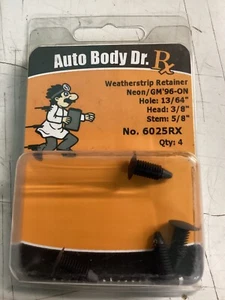 Auto Body Dr. Rx
Weatherstrip Retainer
Neon/GM'96-ON
Hole: 13/64"
Head: 3/8"
Stem: 5/8"
No. 6025RX
Qty: 4